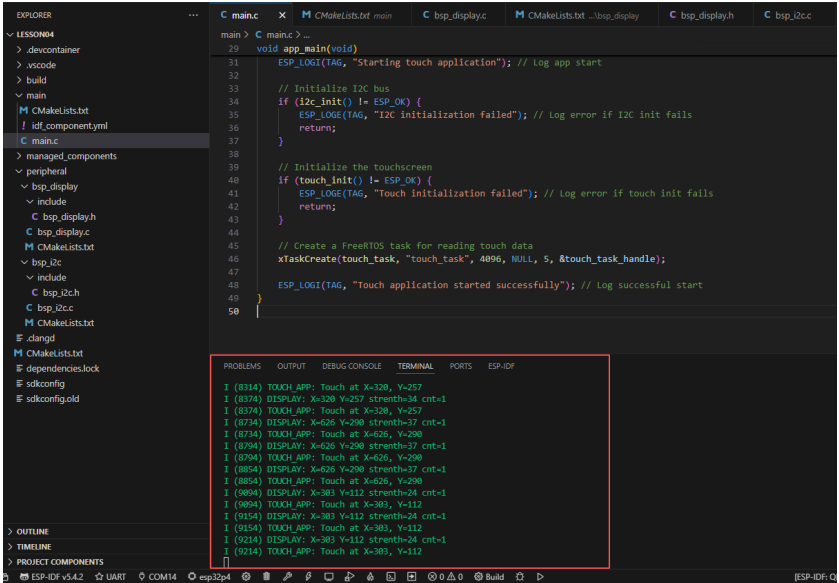 EXPLORER ...
LESSON04
.devcontainer
.vscode
build
main
M CMakeLists.txt
! idf_component.yml
C main.c
managed_components
peripheral
bsp_display
include
C bsp_display.h
C bsp_display.c
M CMakeLists.txt
bsp_i2c
include
C bsp_i2c.h
C bsp_i2c.c
M CMakeLists.txt
.clangd
M CMakeLists.txt
dependencies.lock
sdkconfig
sdkconfig.old
OUTLINE
TIMELINE
PROJECT COMPONENTS
C main.c × M CMakeLists.txt main C bsp_display.c M CMakeLists.txt ...\bsp_display C bsp_display.h C bsp_i2c.c
main > C main.c > ...
29 void app_main(void)
31 ESP_LOGI(TAG, "Starting touch application"); // Log app start
32
33 // Initialize I2C bus
34 if (i2c_init() != ESP_OK) {
35 ESP_LOGE(TAG, "I2C initialization failed"); // Log error if I2C init fails
36 return;
37 }
38
39 // Initialize the touchscreen
40 if (touch_init() != ESP_OK) {
41 ESP_LOGE(TAG, "Touch initialization failed"); // Log error if touch init fails
42 return;
43 }
44
45 // Create a FreeRTOS task for reading touch data
46 xTaskCreate(touch_task, "touch_task", 4096, NULL, 5, &touch_task_handle);
47
48 ESP_LOGI(TAG, "Touch application started successfully"); // Log successful start
49 }
50
PROBLEMS OUTPUT DEBUG CONSOLE TERMINAL PORTS ESP-IDF
I (8314) TOUCH_APP: Touch at X=320, Y=257
I (8374) DISPLAY: X=320 Y=257 strenth=34 cnt=1
I (8374) TOUCH_APP: Touch at X=320, Y=257
I (8734) DISPLAY: X=626 Y=290 strenth=37 cnt=1
I (8734) TOUCH_APP: Touch at X=626, Y=290
I (8794) DISPLAY: X=626 Y=290 strenth=37 cnt=1
I (8794) TOUCH_APP: Touch at X=626, Y=290
I (8854) DISPLAY: X=626 Y=290 strenth=37 cnt=1
I (8854) TOUCH_APP: Touch at X=626, Y=290
I (9094) DISPLAY: X=303 Y=112 strenth=24 cnt=1
I (9094) TOUCH_APP: Touch at X=303, Y=112
I (9154) DISPLAY: X=303 Y=112 strenth=24 cnt=1
I (9154) TOUCH_APP: Touch at X=303, Y=112
I (9214) DISPLAY: X=303 Y=112 strenth=24 cnt=1
I (9214) TOUCH_APP: Touch at X=303, Y=112
ESP-IDF v5.4.2 UART COM14 esp32p4 0 0 Build [ESP-IDF: Q